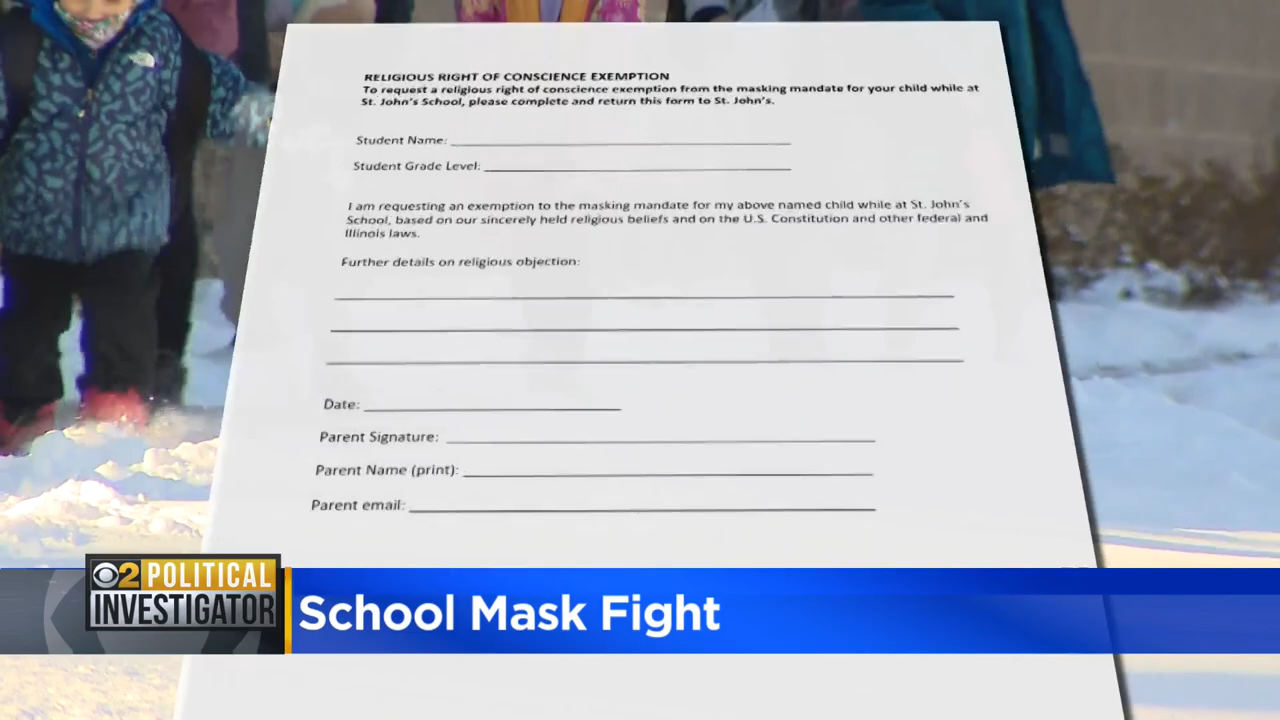 RELIGIOUS RIGHT OF CONSCIENCE EXEMPTION
To request a religious right of conscience exemption from the masking mandate for your child while at
St. John's School, please complete and return this form to St. John's.
Student Name:
Student Grade Level:
I am requesting an exemption to the masking mandate for my above named child while at St. John's
School, based on our sincerely held religious beliefs and on the U.S. Constitution and other federal and
Illinois laws.
Further details on religious objection:
Date:
Parent Signature:
Parent Name (print):
Parent email:
2 POLITICAL
INVESTIGATOR
School Mask Fight